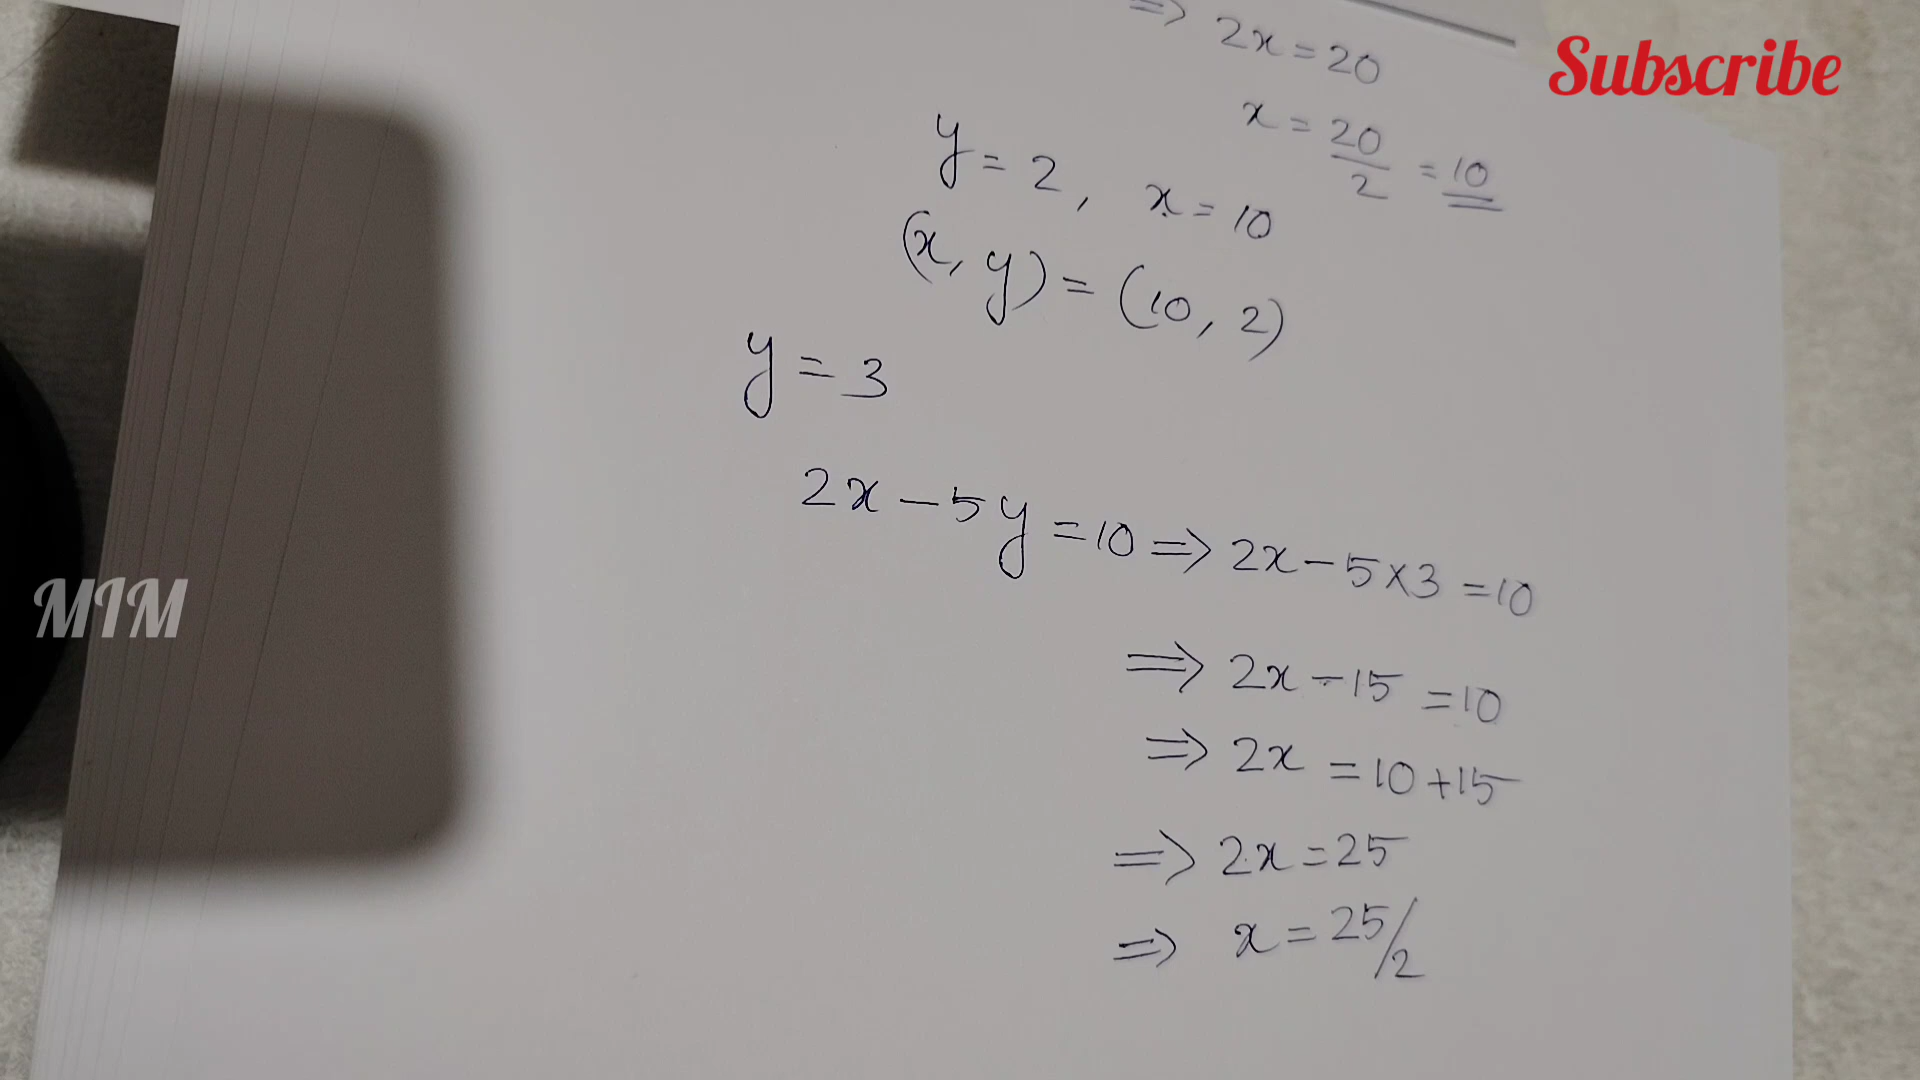 ⇒ 2x = 20
Subscribe
x = 20/2 = 10
y = 2, x = 10
(x, y) = (10, 2)
y = 3
2x - 5y = 10 ⇒ 2x - 5×3 = 10
MIM
⇒ 2x - 15 = 10
⇒ 2x = 10 + 15
⇒ 2x = 25
⇒ x = 25/2